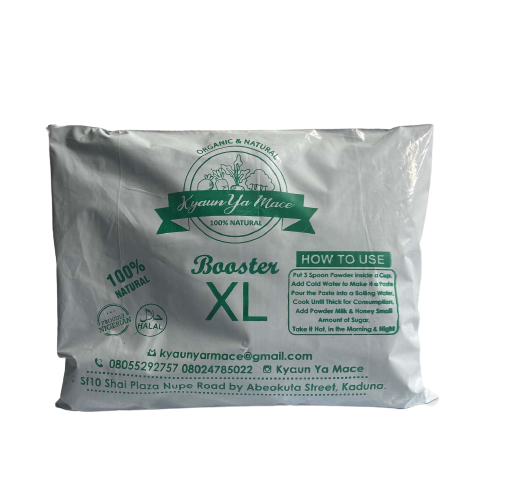 ORGANIC & NATURAL
Kyaun Ya Mace
100% NATURAL
Booster
XL
100%
NATURAL
PROUDLY
NIGERIAN
HALAL
HOW TO USE
Put 3 Spoon Powder inside a Cup,
Add Cold Water to Make it a Paste
Pour the Paste into a Boiling Water,
Cook Until Thick for Consumption,
Add Powder Milk & Honey Small
Amount of Sugar.
Take it Hot, in the Morning & Night
kyaunyarmace@gmail.com
08055292757 08024785022 Kyaun Ya Mace
Sf10 Shai Plaza Nupe Road by Abeokuta Street, Kaduna.